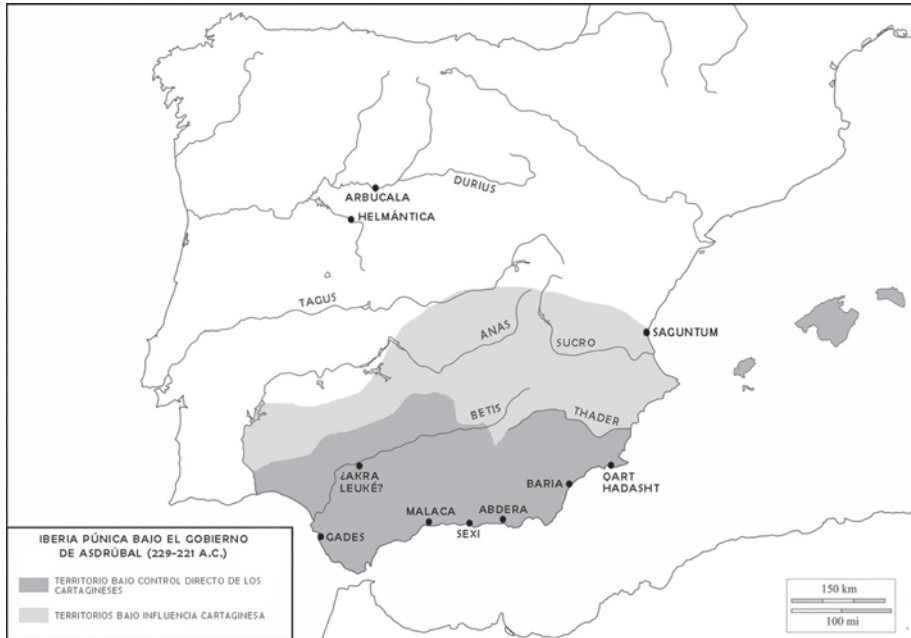 DURIUS
ARBUCALA
HELMÁNTICA
TAGUS
ANAS
SAGUNTUM
SUCRO
BETIS
THADER
¿AKRA
LEUKÉ?
QART
HADASHT
BARIA
MALACA
ABDERA
SEXI
GADES
IBERIA PÚNICA BAJO EL GOBIERNO
DE ASDRÚBAL (229-221 A.C.)
TERRITORIO BAJO CONTROL DIRECTO DE LOS
CARTAGINESES
TERRITORIOS BAJO INFLUENCIA CARTAGINESA
150 km
100 mi